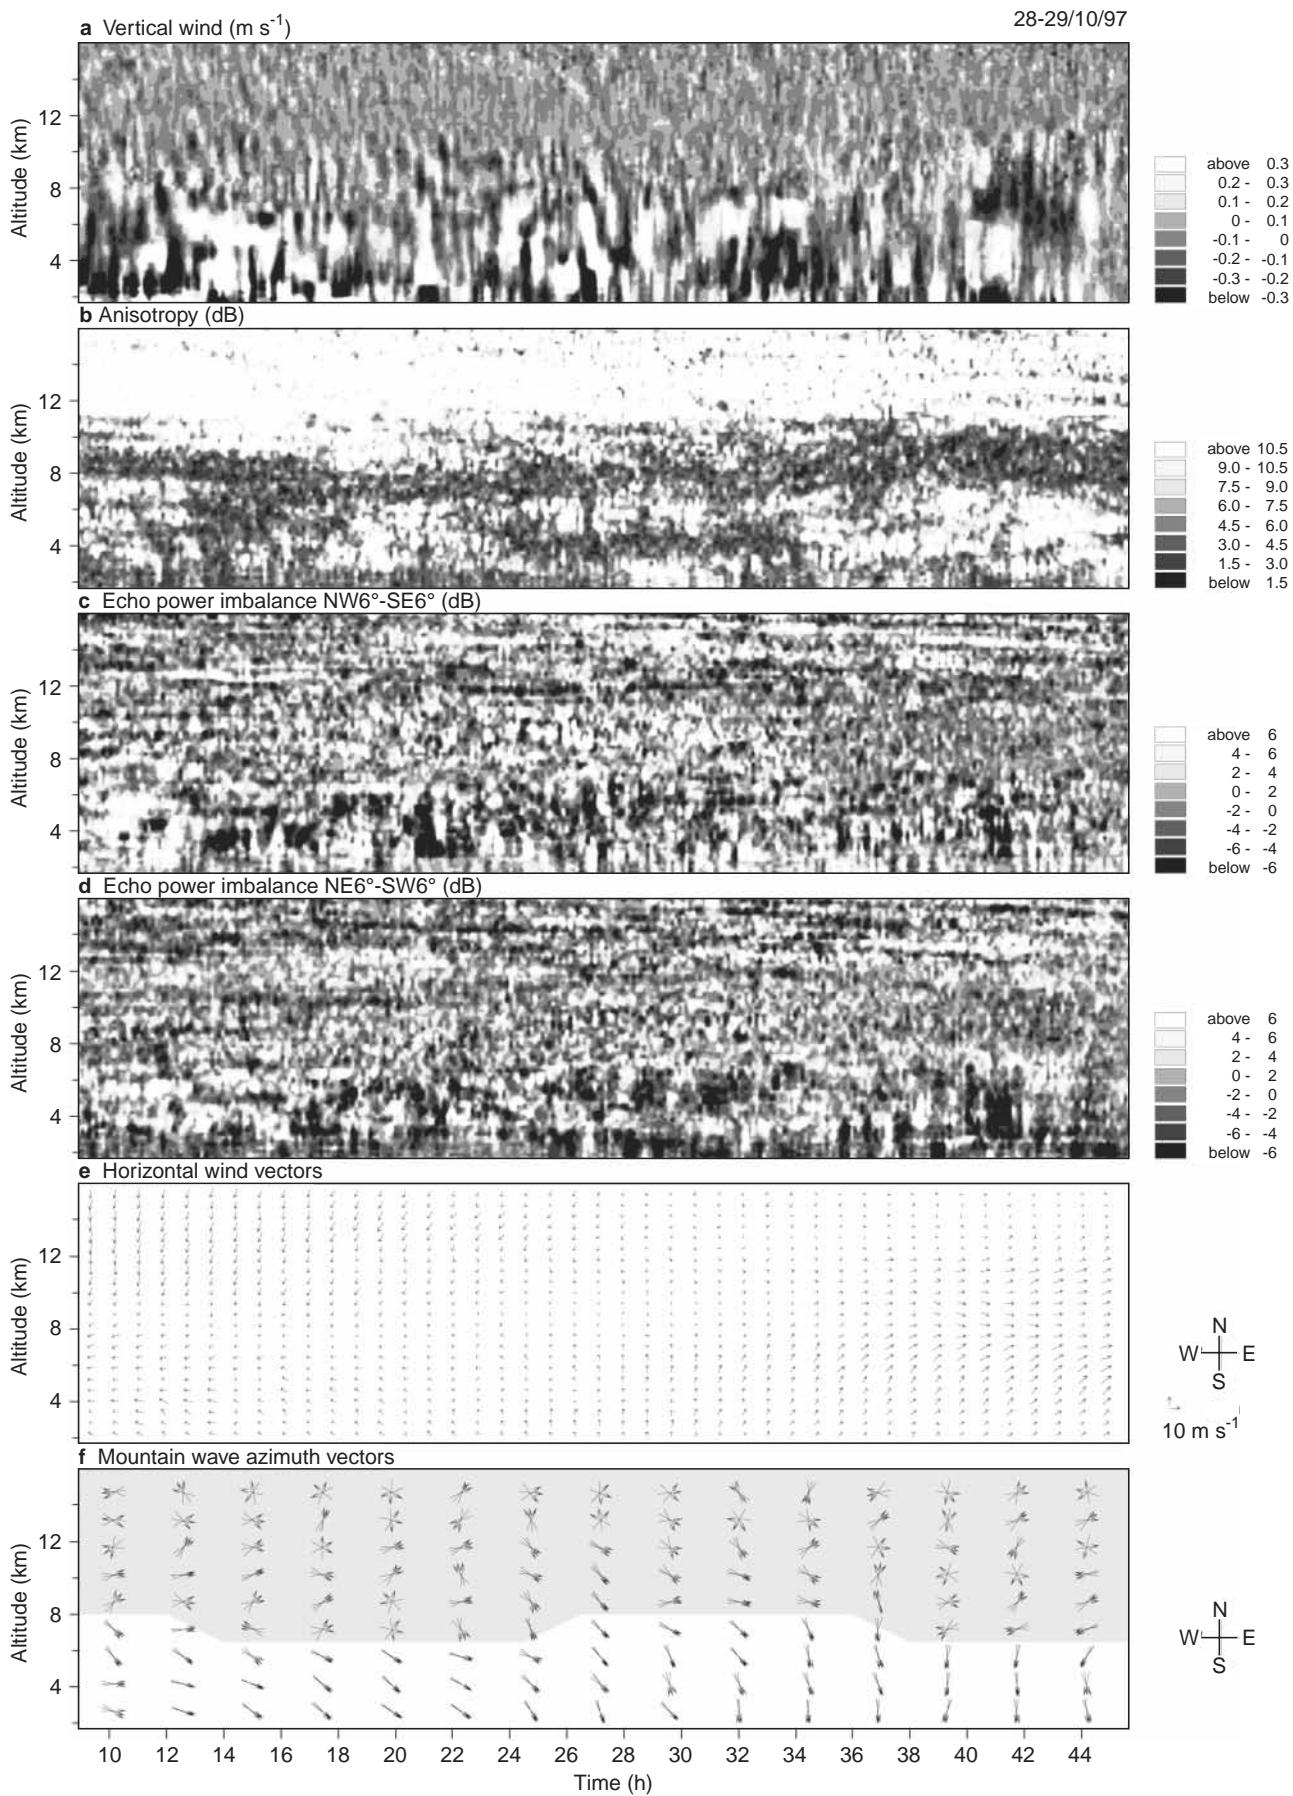 a Vertical wind (m s-1)
28-29/10/97
Altitude (km)
12
8
4
above 0.3
0.2 - 0.3
0.1 - 0.2
0 - 0.1
-0.1 - 0
-0.2 - -0.1
-0.3 - -0.2
below -0.3
b Anisotropy (dB)
Altitude (km)
12
8
4
above 10.5
9.0 - 10.5
7.5 - 9.0
6.0 - 7.5
4.5 - 6.0
3.0 - 4.5
1.5 - 3.0
below 1.5
c Echo power imbalance NW6°-SE6° (dB)
Altitude (km)
12
8
4
above 6
4 - 6
2 - 4
0 - 2
-2 - 0
-4 - -2
-6 - -4
below -6
d Echo power imbalance NE6°-SW6° (dB)
Altitude (km)
12
8
4
above 6
4 - 6
2 - 4
0 - 2
-2 - 0
-4 - -2
-6 - -4
below -6
e Horizontal wind vectors
Altitude (km)
12
8
4
N
W E
S
10 m s-1
f Mountain wave azimuth vectors
Altitude (km)
12
8
4
N
W E
S
10 12 14 16 18 20 22 24 26 28 30 32 34 36 38 40 42 44
Time (h)